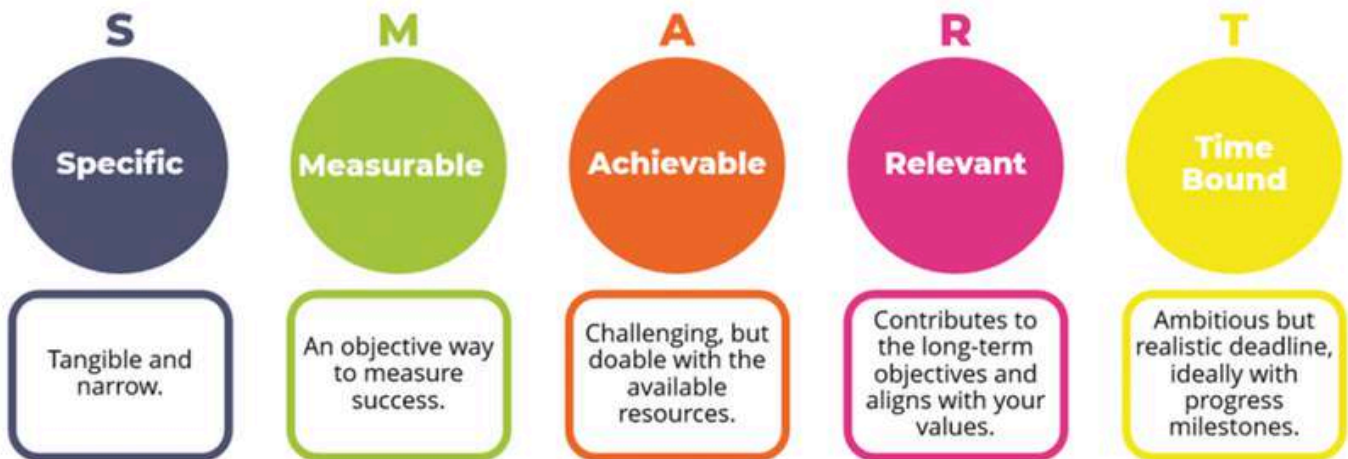 S
M
A
R
T
Specific
Measurable
Achievable
Relevant
Time
Bound
Tangible and
narrow.
An objective way
to measure
success.
Challenging, but
doable with the
available
resources.
Contributes to
the long-term
objectives and
aligns with your
values.
Ambitious but
realistic deadline,
ideally with
progress
milestones.